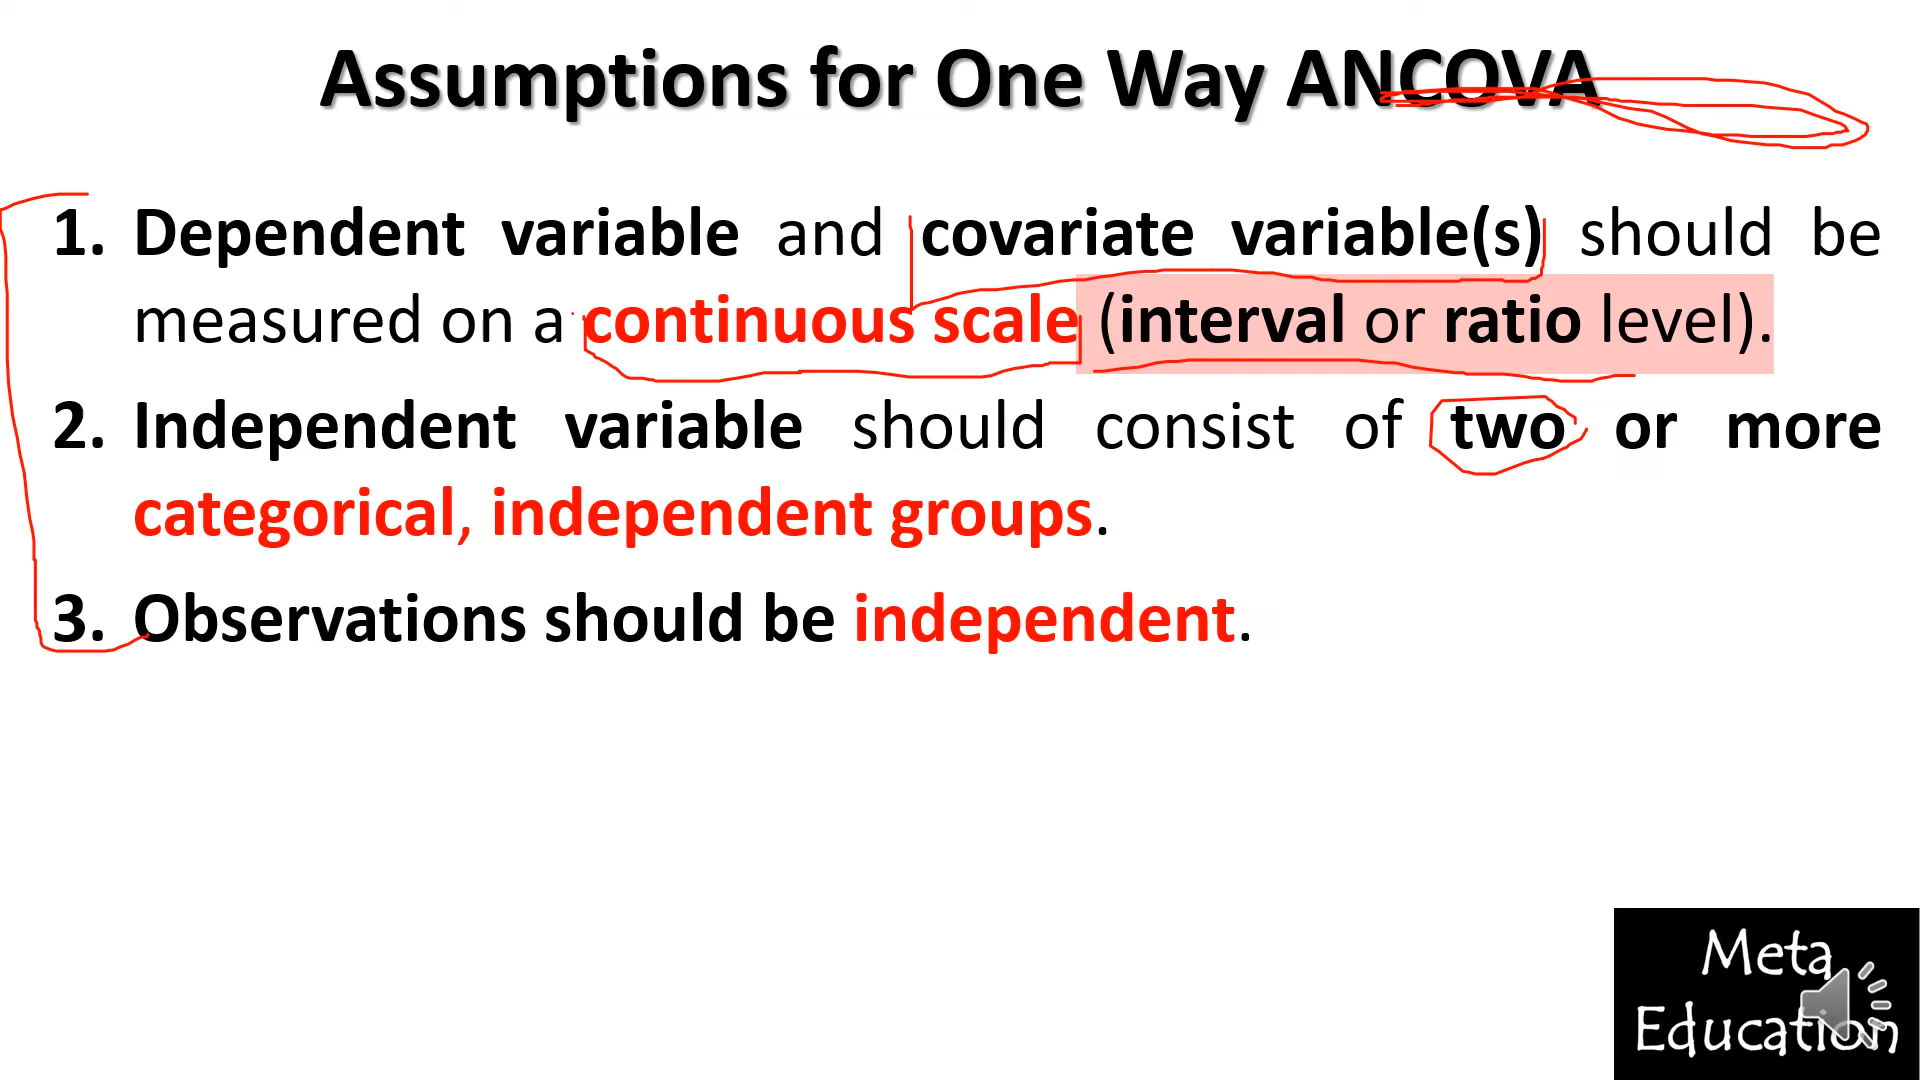 Assumptions for One Way ANCOVA
1. Dependent variable and covariate variable(s) should be
measured on a continuous scale (interval or ratio level).
2. Independent variable should consist of two or more
categorical, independent groups.
3. Observations should be independent.
Meta
Education